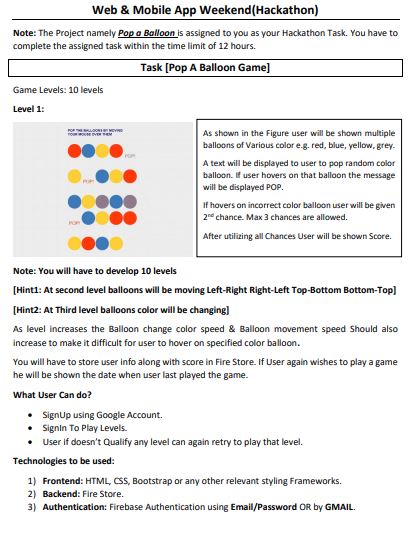 Web & Mobile App Weekend(Hackathon)
Note: The Project namely Pop a Balloon is assigned to you as your Hackathon Task. You have to
complete the assigned task within the time limit of 12 hours.
Task [Pop A Balloon Game]
Game Levels: 10 levels
Level 1:
POP THE BALLOONS BY MOVING
YOUR MOUSE OVER THEM
POP!
POP!
POP!
As shown in the Figure user will be shown multiple
balloons of Various color e.g. red, blue, yellow, grey.
A text will be displayed to user to pop random color
balloon. If user hovers on that balloon the message
will be displayed POP.
If hovers on incorrect color balloon user will be given
2nd chance. Max 3 chances are allowed.
After utilizing all Chances User will be shown Score.
Note: You will have to develop 10 levels
[Hint1: At second level balloons will be moving Left-Right Right-Left Top-Bottom Bottom-Top]
[Hint2: At Third level balloons color will be changing]
As level increases the Balloon change color speed & Balloon movement speed Should also
increase to make it difficult for user to hover on specified color balloon.
You will have to store user info along with score in Fire Store. If User again wishes to play a game
he will be shown the date when user last played the game.
What User Can do?
• SignUp using Google Account.
• SignIn To Play Levels.
• User if doesn't Qualify any level can again retry to play that level.
Technologies to be used:
1) Frontend: HTML, CSS, Bootstrap or any other relevant styling Frameworks.
2) Backend: Fire Store.
3) Authentication: Firebase Authentication using Email/Password OR by GMAIL.